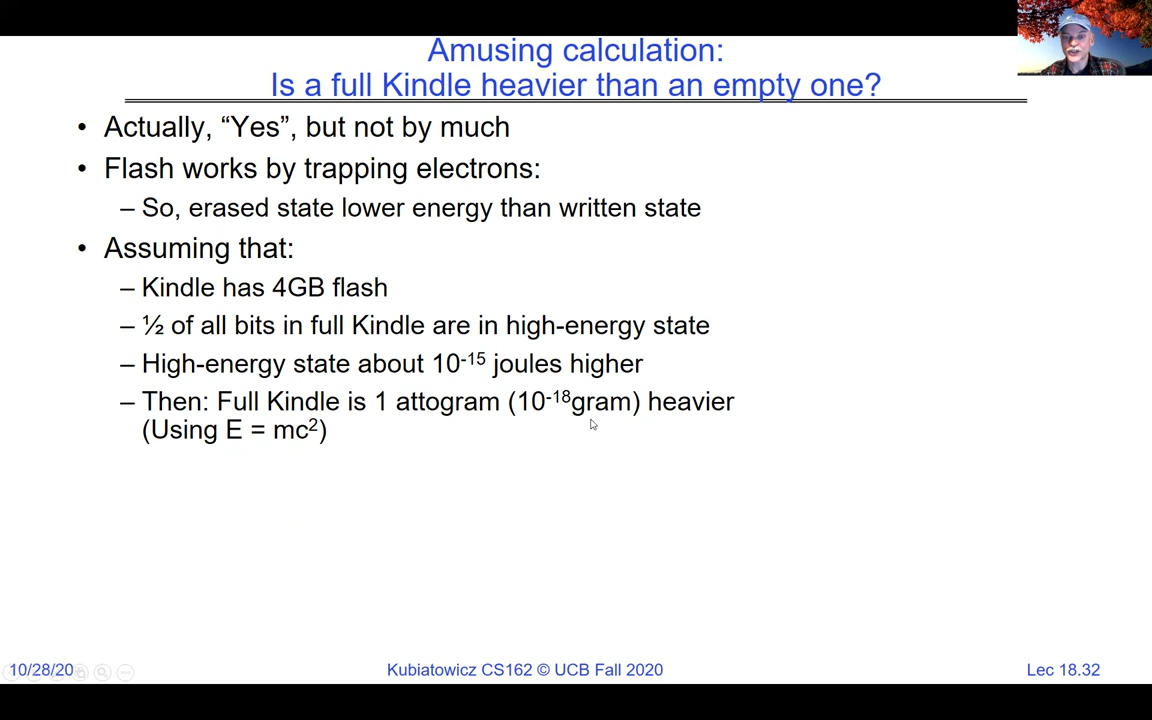 Amusing calculation:
Is a full Kindle heavier than an empty one?
• Actually, “Yes”, but not by much
• Flash works by trapping electrons:
– So, erased state lower energy than written state
• Assuming that:
– Kindle has 4GB flash
– ½ of all bits in full Kindle are in high-energy state
– High-energy state about 10⁻¹⁵ joules higher
– Then: Full Kindle is 1 attogram (10⁻¹⁸gram) heavier
(Using E = mc²)
10/28/20
Kubiatowicz CS162 © UCB Fall 2020
Lec 18.32